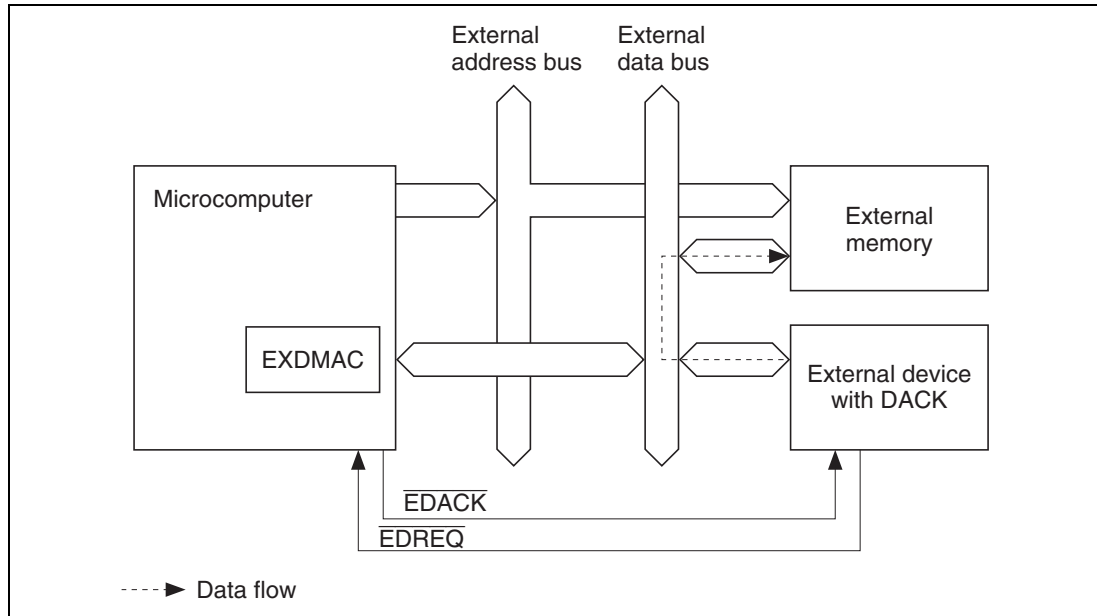 External
address bus
External
data bus
Microcomputer
External
memory
EXDMAC
External device
with DACK
EDACK
EDREQ
Data flow